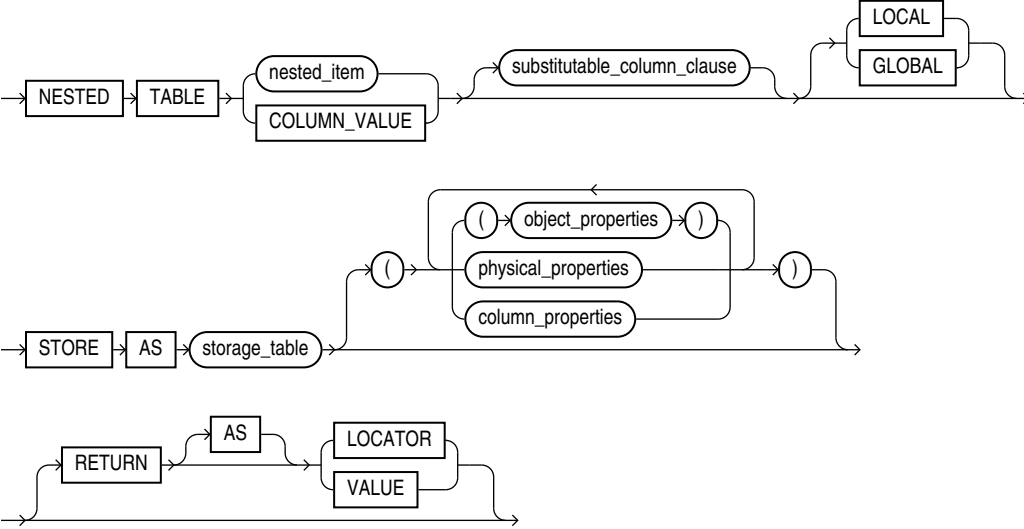 LOCAL
nested_item substitutable_column_clause
NESTED TABLE GLOBAL
COLUMN_VALUE
( object_properties )
( physical_properties )
column_properties
STORE AS storage_table
AS LOCATOR
RETURN
VALUE